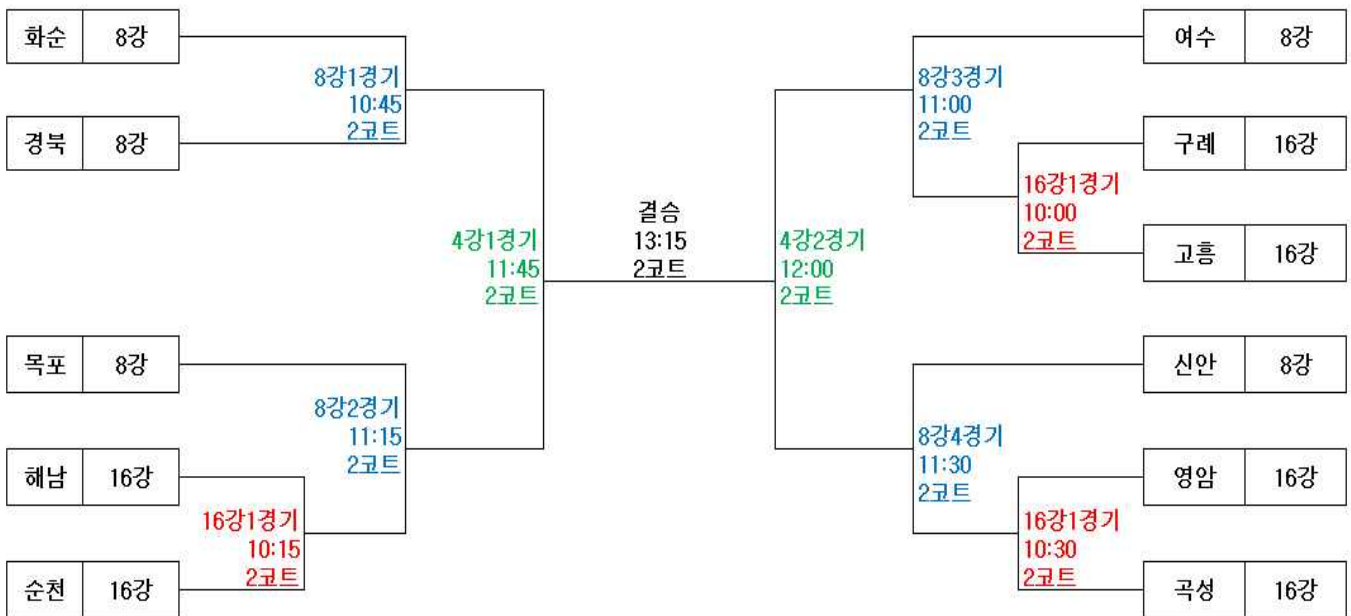 화순 8강
8강1경기
10:45
2코트
경북 8강
4강1경기
11:45
2코트
목포 8강
8강2경기
11:15
2코트
해남 16강
16강1경기
10:15
2코트
순천 16강
결승
13:15
2코트
여수 8강
8강3경기
11:00
2코트
구례 16강
16강1경기
10:00
2코트
고흥 16강
4강2경기
12:00
2코트
신안 8강
8강4경기
11:30
2코트
영암 16강
16강1경기
10:30
2코트
곡성 16강